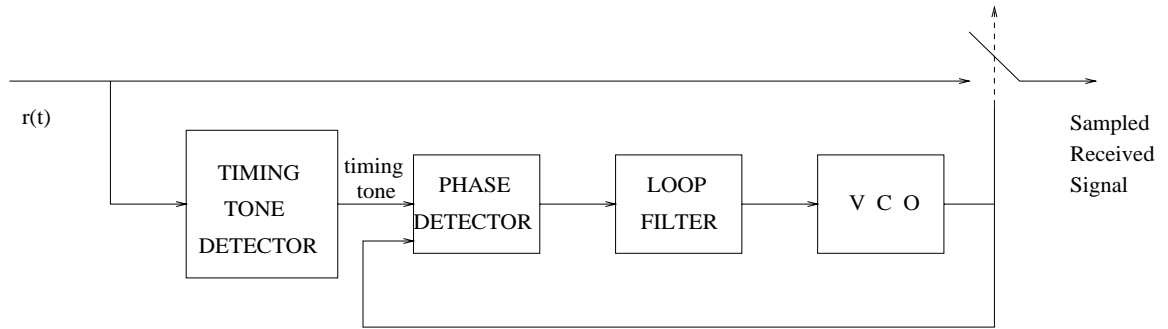 r(t)
TIMING
TONE
DETECTOR
timing
tone
PHASE
DETECTOR
LOOP
FILTER
V C O
Sampled
Received
Signal